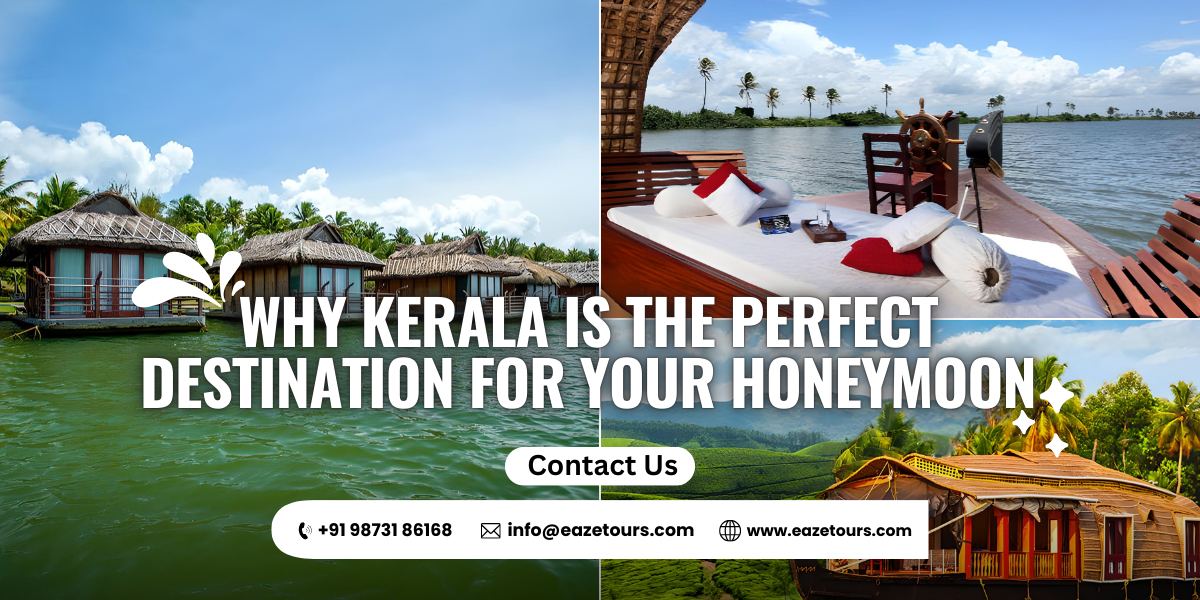 WHY KERALA IS THE PERFECT
DESTINATION FOR YOUR HONEYMOON
Contact Us
+91 98731 86168
info@eazetours.com
www.eazetours.com